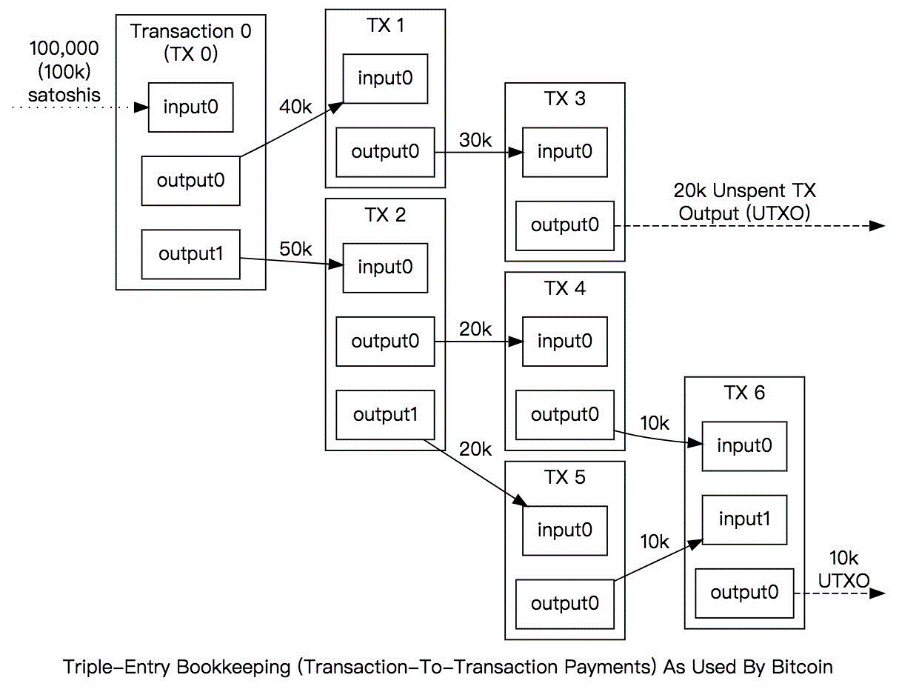 100,000
(100k)
satoshis
Transaction 0
(TX 0)
input0
output0
output1
40k
50k
TX 1
input0
output0
30k
TX 2
input0
output0
output1
20k
20k
TX 3
input0
output0
20k Unspent TX
Output (UTXO)
TX 4
input0
output0
10k
TX 5
input0
output0
10k
TX 6
input0
input1
output0
10k
UTXO
Triple-Entry Bookkeeping (Transaction-To-Transaction Payments) As Used By Bitcoin